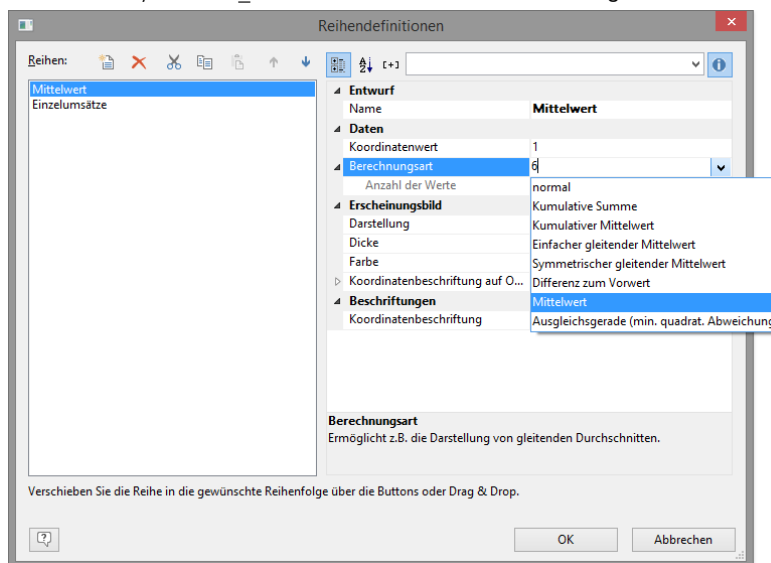 Reihendefinitionen
Reihen:
Mittelwert
Einzelumsätze
Entwurf
Name Mittelwert
Daten
Koordinatenwert 1
Berechnungsart 6
Anzahl der Werte
Erscheinungsbild
Darstellung
Dicke
Farbe
Koordinatenbeschriftung auf O...
Beschriftungen
Koordinatenbeschriftung
normal
Kumulative Summe
Kumulativer Mittelwert
Einfacher gleitender Mittelwert
Symmetrischer gleitender Mittelwert
Differenz zum Vorwert
Mittelwert
Ausgleichsgerade (min. quadrat. Abweichung
Berechnungsart
Ermöglicht z.B. die Darstellung von gleitenden Durchschnitten.
Verschieben Sie die Reihe in die gewünschte Reihenfolge über die Buttons oder Drag & Drop.
OK Abbrechen